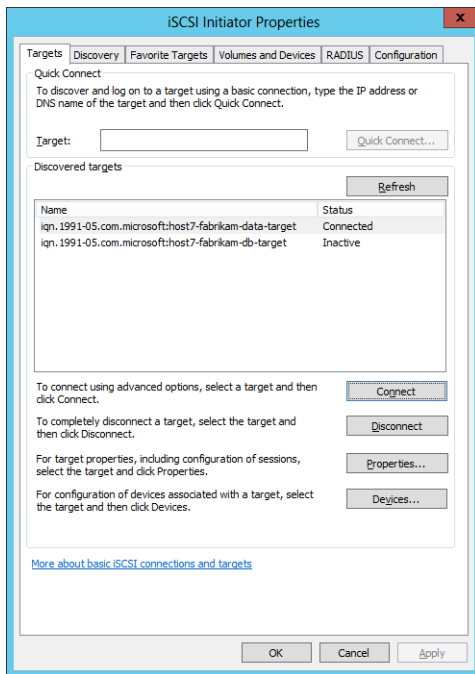 iSCSI Initiator Properties
x
Targets Discovery Favorite Targets Volumes and Devices RADIUS Configuration
Quick Connect
To discover and log on to a target using a basic connection, type the IP address or
DNS name of the target and then click Quick Connect.
Target:
Quick Connect...
Discovered targets
Refresh
Name Status
iqn.1991-05.com.microsoft:host7-fabrikam-data-target Connected
iqn.1991-05.com.microsoft:host7-fabrikam-db-target Inactive
To connect using advanced options, select a target and then
click Connect.
Connect
To completely disconnect a target, select the target and
then click Disconnect.
Disconnect
For target properties, including configuration of sessions,
select the target and click Properties.
Properties...
For configuration of devices associated with a target, select
the target and then click Devices.
Devices...
More about basic iSCSI connections and targets
OK Cancel Apply